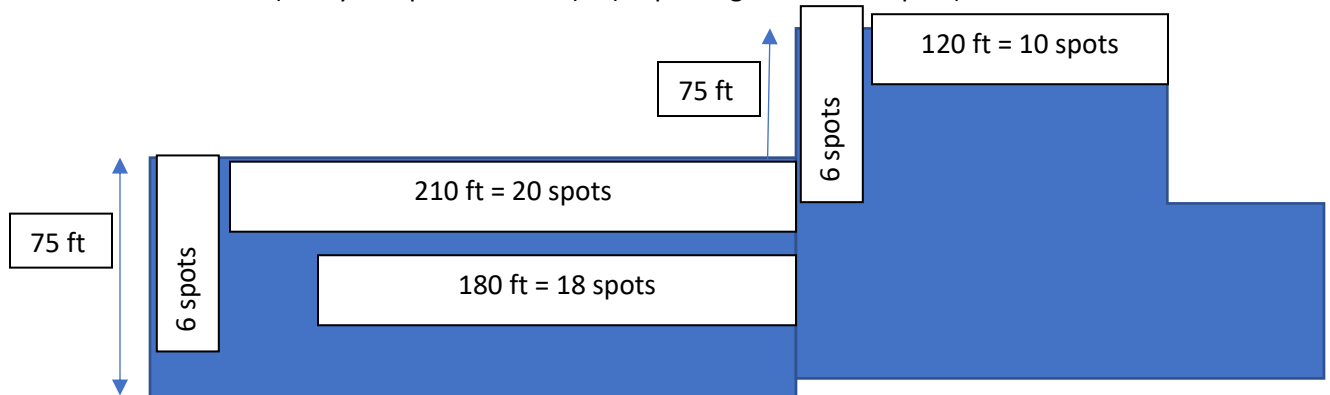 120 ft = 10 spots
75 ft
6 spots
210 ft = 20 spots
75 ft
6 spots
180 ft = 18 spots